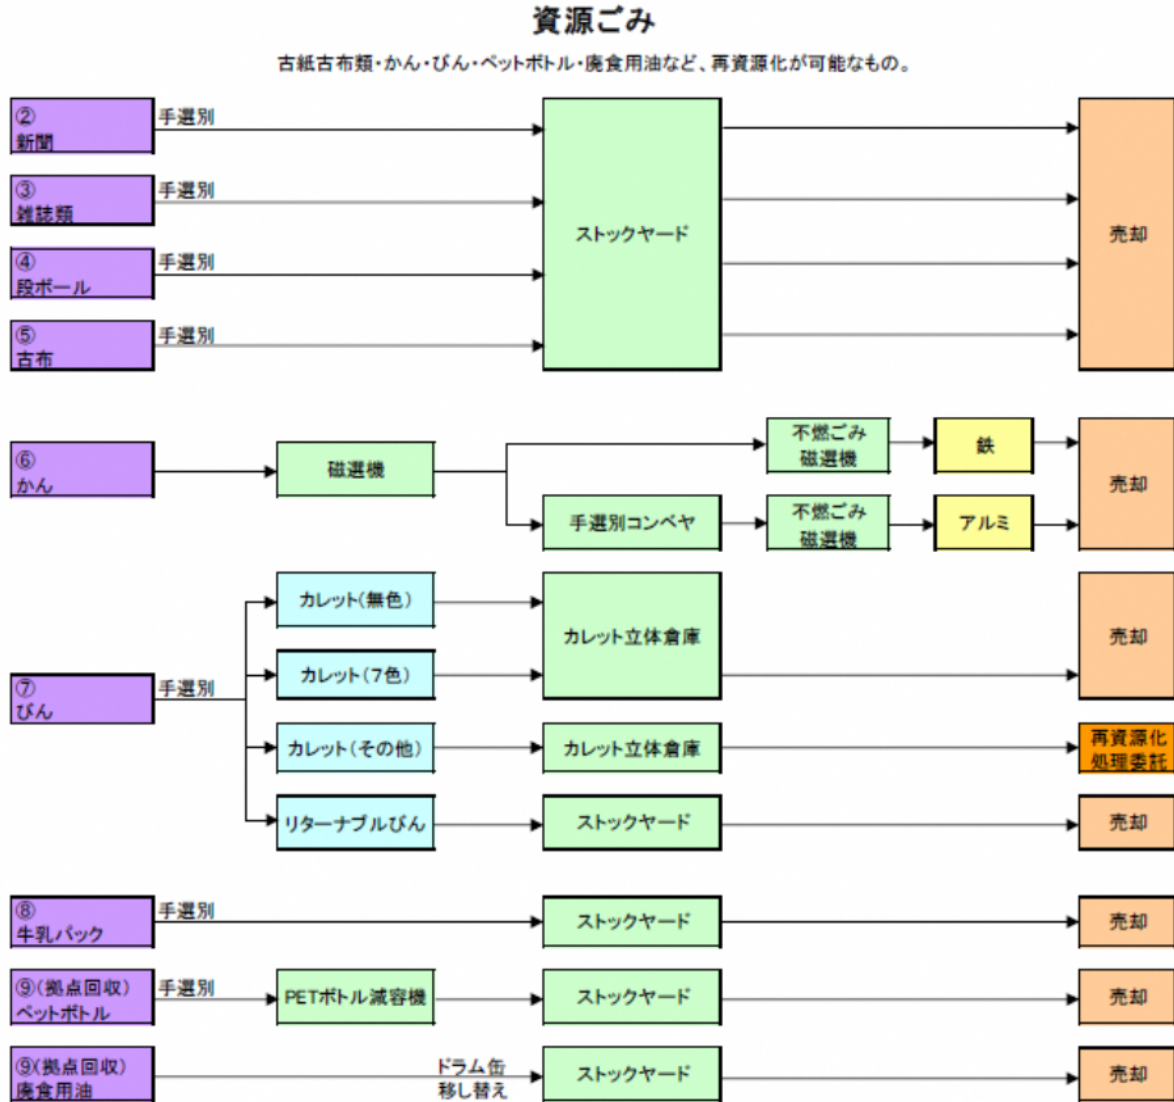 資源ごみ
古紙古布類・かん・びん・ペットボトル・廃食用油など、再資源化が可能なもの。
②
新聞
手選別
③
雑誌類
手選別
④
段ボール
手選別
⑤
古布
手選別
ストックヤード
売却
⑥
かん
磁選機
不燃ごみ
磁選機
鉄
手選別コンベヤ
不燃ごみ
磁選機
アルミ
売却
⑦
びん
手選別
カレット(無色)
カレット(7色)
カレット立体倉庫
売却
カレット(その他)
カレット立体倉庫
再資源化
処理委託
リターナブルびん
ストックヤード
売却
⑧
牛乳パック
手選別
ストックヤード
売却
⑨(拠点回収)
ペットボトル
手選別
PETボトル減容機
ストックヤード
売却
⑨(拠点回収)
廃食用油
ドラム缶
移し替え
ストックヤード
売却